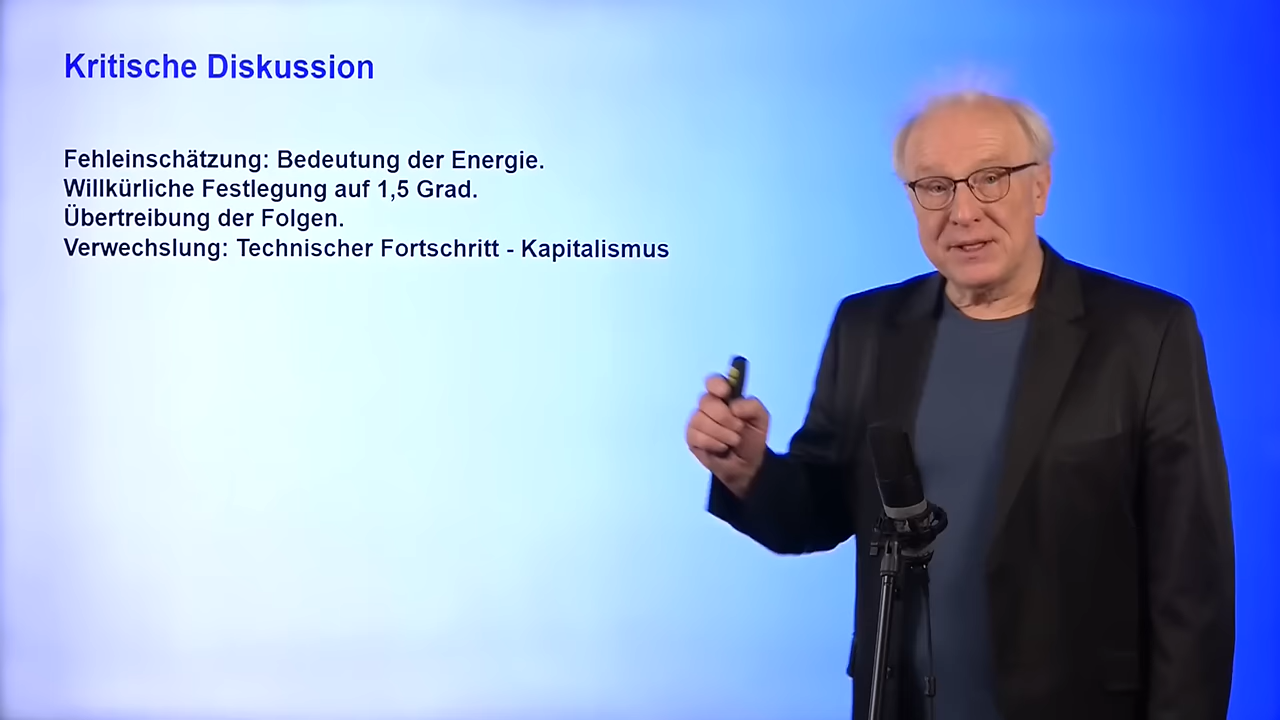 Kritische Diskussion
Fehleinschätzung: Bedeutung der Energie.
Willkürliche Festlegung auf 1,5 Grad.
Übertreibung der Folgen.
Verwechslung: Technischer Fortschritt - Kapitalismus